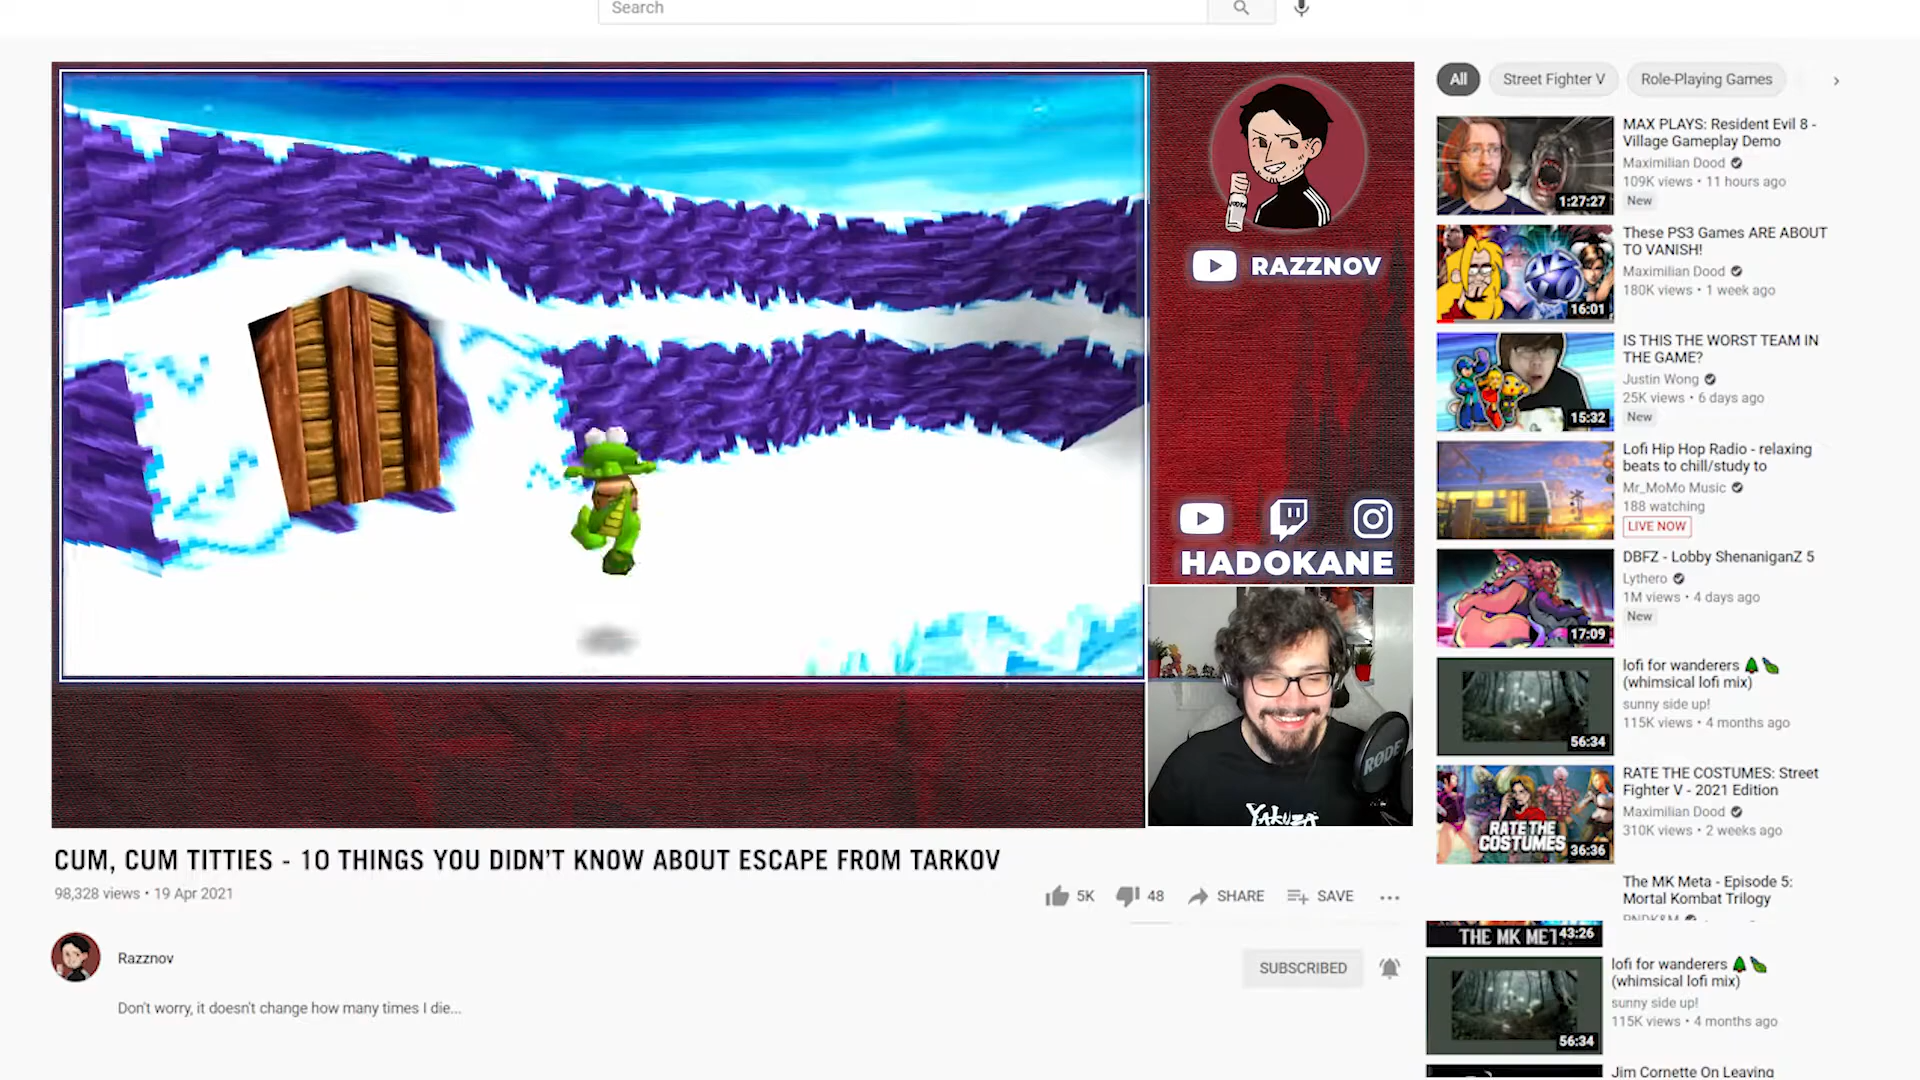 Search
All
Street Fighter V
Role-Playing Games
VODKA
RAZZNOV
HADOKANE
RØDE
YAKUZA
CUM, CUM TITTIES - 10 THINGS YOU DIDN'T KNOW ABOUT ESCAPE FROM TARKOV
98,328 views • 19 Apr 2021
5K
48
SHARE
SAVE
Razznov
SUBSCRIBED
Don't worry, it doesn't change how many times I die...
1:27:27
MAX PLAYS: Resident Evil 8 -
Village Gameplay Demo
Maximilian Dood
109K views • 11 hours ago
New
16:01
These PS3 Games ARE ABOUT
TO VANISH!
Maximilian Dood
180K views • 1 week ago
15:32
IS THIS THE WORST TEAM IN
THE GAME?
Justin Wong
25K views • 6 days ago
New
Lofi Hip Hop Radio - relaxing
beats to chill/study to
Mr_MoMo Music
188 watching
LIVE NOW
17:09
DBFZ - Lobby ShenaniganZ 5
Lythero
1M views • 4 days ago
New
56:34
lofi for wanderers 🌲🍃
(whimsical lofi mix)
sunny side up!
115K views • 4 months ago
RATE THE
COSTUMES
36:36
RATE THE COSTUMES: Street
Fighter V - 2021 Edition
Maximilian Dood
310K views • 2 weeks ago
The MK Meta - Episode 5:
Mortal Kombat Trilogy
THE MK MET
43:26
56:34
lofi for wanderers 🌲🍃
(whimsical lofi mix)
sunny side up!
115K views • 4 months ago
Jim Cornette On Leaving